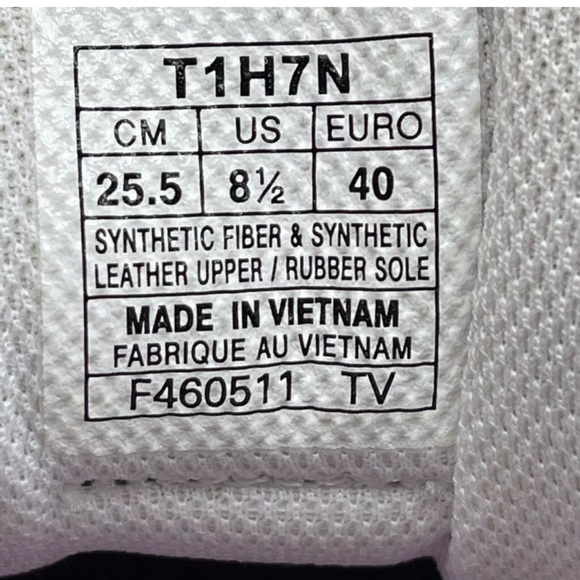 T1H7N
CM US EURO
25.5 8½ 40
SYNTHETIC FIBER & SYNTHETIC
LEATHER UPPER / RUBBER SOLE
MADE IN VIETNAM
FABRIQUE AU VIETNAM
F460511 TV